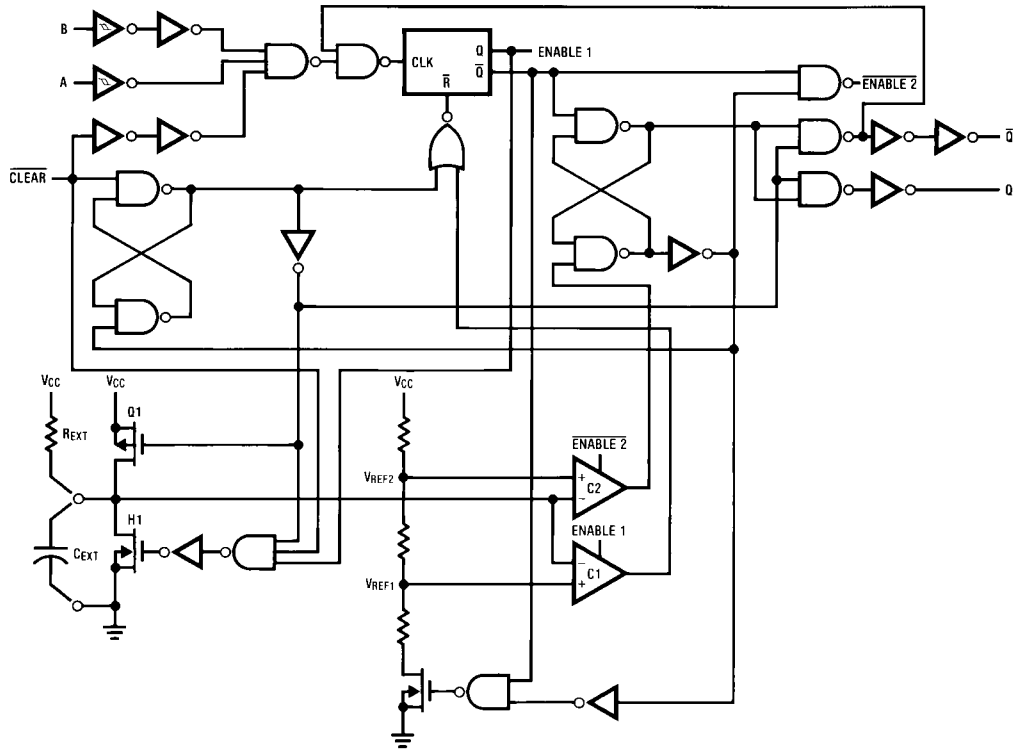 B
A
CLEAR
CLK
Q
Q̅
R̅
ENABLE 1
ENABLE 2
Q̅
Q
VCC
VCC
REXT
Q1
H1
CEXT
VCC
VREF2
VREF1
ENABLE 2
+
C2
−
ENABLE 1
−
C1
+